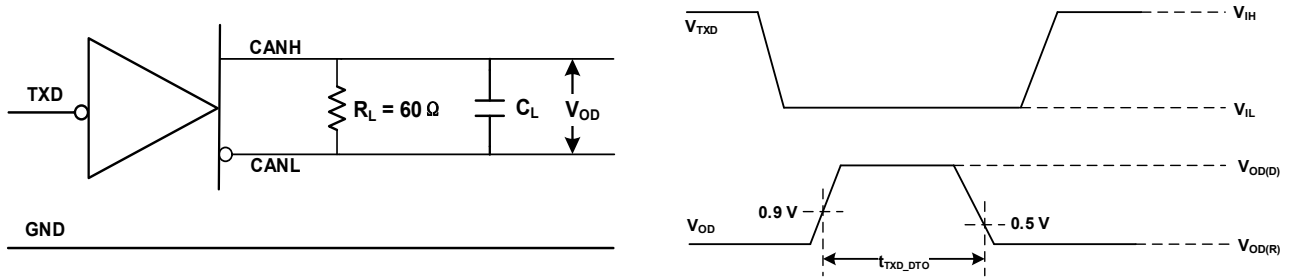 CANH
TXD
R_L = 60 Ω
C_L
V_OD
CANL
GND
V_TXD
V_IH
V_IL
V_OD(D)
0.9 V
0.5 V
V_OD
V_OD(R)
t_TXD_DTO